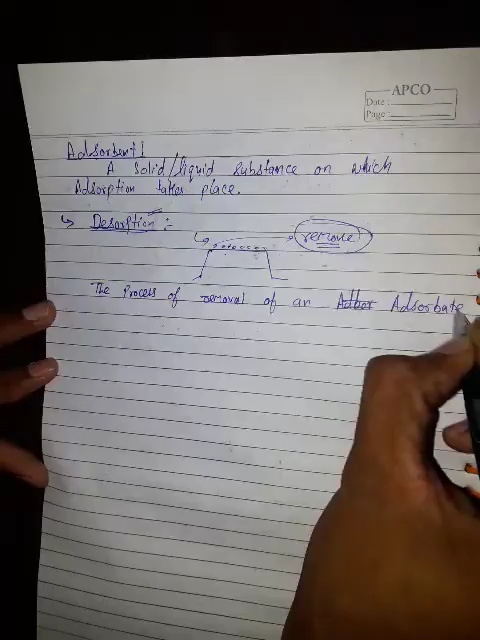 APCO
Date :
Page :
Adsorbent!
A Solid/liquid Substance on which
Adsorption takes place.
↳ Desorption :-
remove
The Process of removal of an Adbor Adsorbate